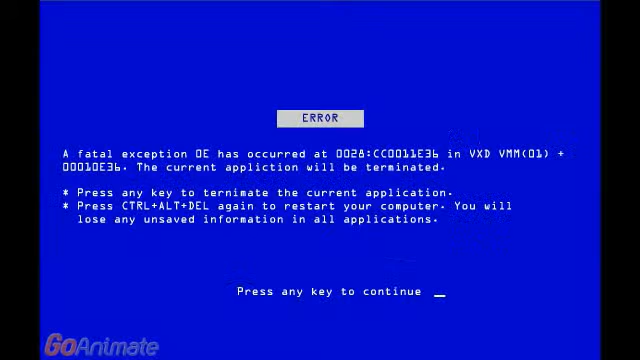 ERROR
A fatal exception 0E has occurred at 0028:CC0011E36 in VXD VMM(01) +
00010E36. The current appliction will be terminated.
* Press any key to ternimate the current application.
* Press CTRL+ALT+DEL again to restart your computer. You will
lose any unsaved information in all applications.
Press any key to continue _
GoAnimate